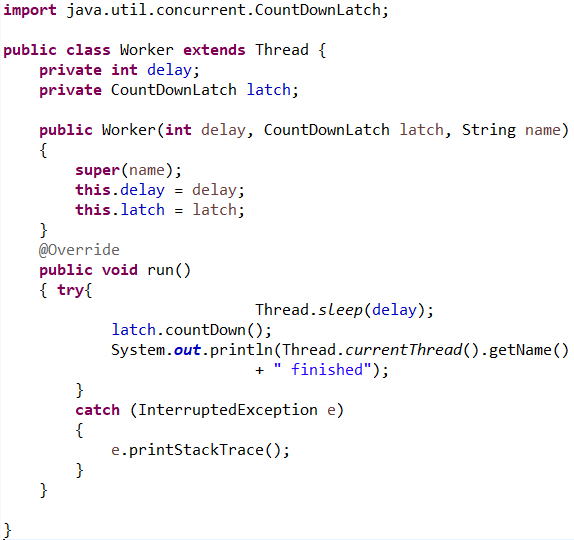 import java.util.concurrent.CountDownLatch;
public class Worker extends Thread {
private int delay;
private CountDownLatch latch;
public Worker(int delay, CountDownLatch latch, String name)
{
super(name);
this.delay = delay;
this.latch = latch;
}
@Override
public void run()
{ try{
Thread.sleep(delay);
latch.countDown();
System.out.println(Thread.currentThread().getName()
+ " finished");
}
catch (InterruptedException e)
{
e.printStackTrace();
}
}
}